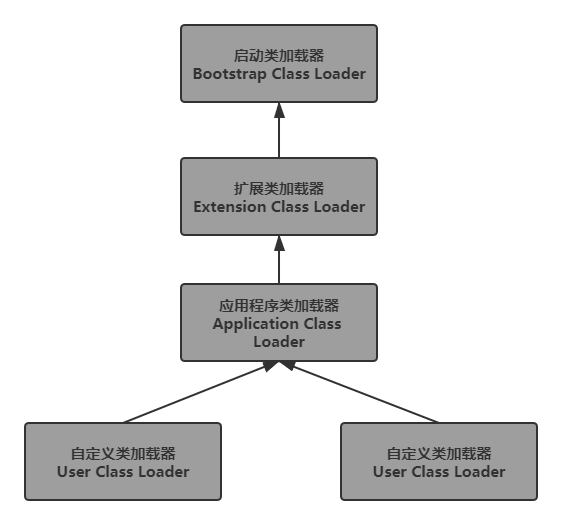 启动类加载器
Bootstrap Class Loader
扩展类加载器
Extension Class Loader
应用程序类加载器
Application Class
Loader
自定义类加载器
User Class Loader
自定义类加载器
User Class Loader